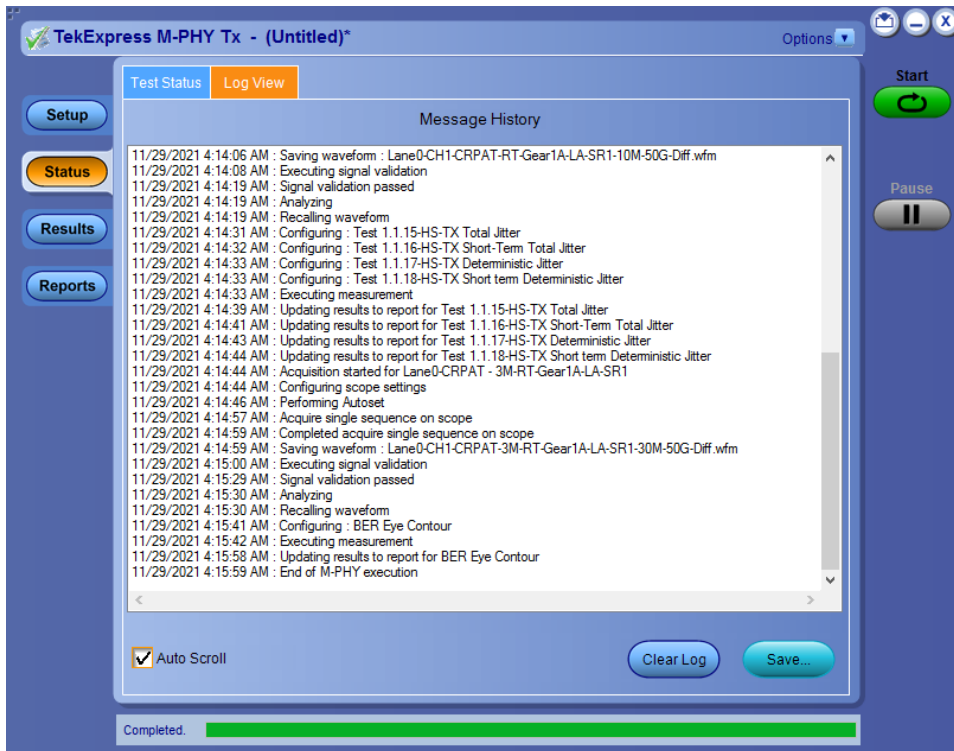 TekExpress M-PHY Tx - (Untitled)*
Options
Start
Pause
Setup
Status
Results
Reports
Test Status
Log View
Message History
11/29/2021 4:14:06 AM : Saving waveform : Lane0-CH1-CRPAT-RT-Gear1A-LA-SR1-10M-50G-Diff.wfm
11/29/2021 4:14:08 AM : Executing signal validation
11/29/2021 4:14:19 AM : Signal validation passed
11/29/2021 4:14:19 AM : Analyzing
11/29/2021 4:14:19 AM : Recalling waveform
11/29/2021 4:14:31 AM : Configuring : Test 1.1.15-HS-TX Total Jitter
11/29/2021 4:14:32 AM : Configuring : Test 1.1.16-HS-TX Short-Term Total Jitter
11/29/2021 4:14:33 AM : Configuring : Test 1.1.17-HS-TX Deterministic Jitter
11/29/2021 4:14:33 AM : Configuring : Test 1.1.18-HS-TX Short term Deterministic Jitter
11/29/2021 4:14:33 AM : Executing measurement
11/29/2021 4:14:39 AM : Updating results to report for Test 1.1.15-HS-TX Total Jitter
11/29/2021 4:14:41 AM : Updating results to report for Test 1.1.16-HS-TX Short-Term Total Jitter
11/29/2021 4:14:43 AM : Updating results to report for Test 1.1.17-HS-TX Deterministic Jitter
11/29/2021 4:14:44 AM : Updating results to report for Test 1.1.18-HS-TX Short term Deterministic Jitter
11/29/2021 4:14:44 AM : Acquisition started for Lane0-CRPAT - 3M-RT-Gear1A-LA-SR1
11/29/2021 4:14:44 AM : Configuring scope settings
11/29/2021 4:14:46 AM : Performing Autoset
11/29/2021 4:14:57 AM : Acquire single sequence on scope
11/29/2021 4:14:59 AM : Completed acquire single sequence on scope
11/29/2021 4:14:59 AM : Saving waveform : Lane0-CH1-CRPAT-3M-RT-Gear1A-LA-SR1-30M-50G-Diff.wfm
11/29/2021 4:15:00 AM : Executing signal validation
11/29/2021 4:15:29 AM : Signal validation passed
11/29/2021 4:15:30 AM : Analyzing
11/29/2021 4:15:30 AM : Recalling waveform
11/29/2021 4:15:41 AM : Configuring : BER Eye Contour
11/29/2021 4:15:42 AM : Executing measurement
11/29/2021 4:15:58 AM : Updating results to report for BER Eye Contour
11/29/2021 4:15:59 AM : End of M-PHY execution
Auto Scroll
Clear Log
Save...
Completed.